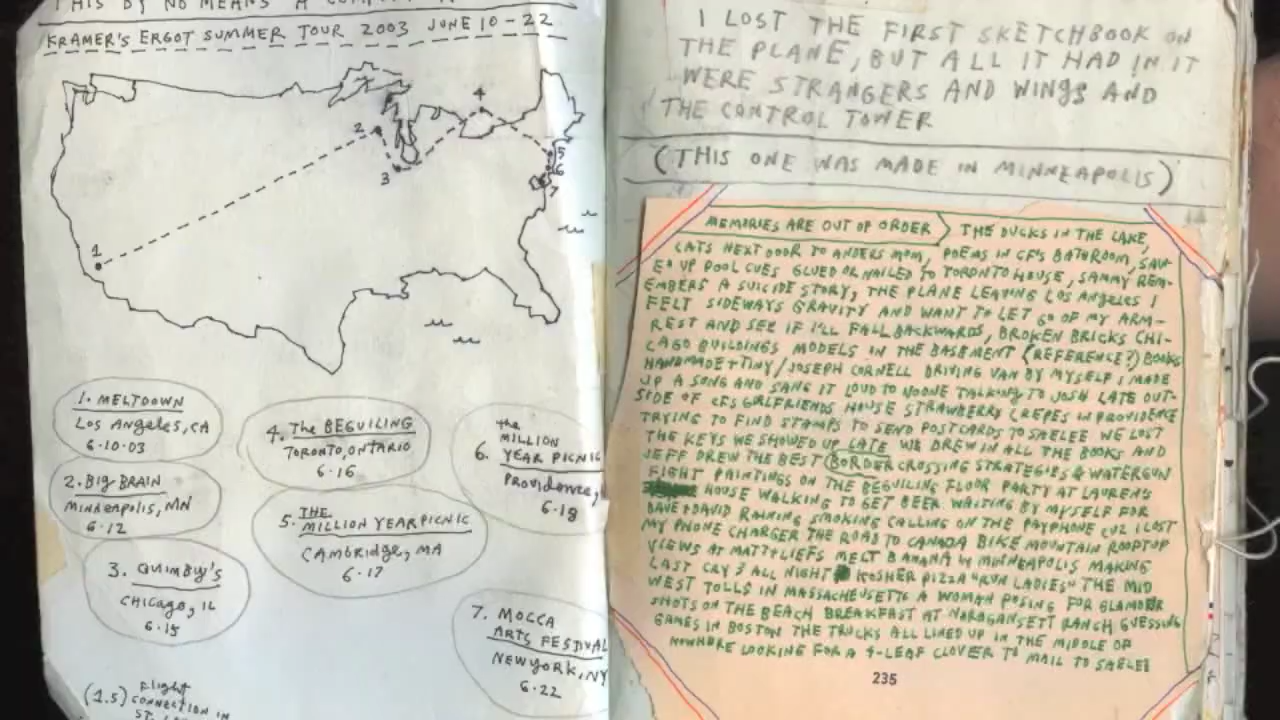 THIS BY NO MEANS A
KRAMER'S ERGOT SUMMER TOUR 2003 JUNE 10-22
1
2
3
4
5
6
7
1. MELTDOWN
LOS ANGELES, CA
6.10.03
2. BIG BRAIN
MINNEAPOLIS, MN
6.12
3. QUIMBY'S
CHICAGO, IL
6.15
4. The BEGUILING
TORONTO, ONTARIO
6.16
5. THE
MILLION YEAR PICNIC
CAMBRIDGE, MA
6.17
the
MILLION
6. YEAR PICNIC
Providence,
6.18
7. MOCCA
ARTS FESTIVAL
NEW YORK, NY
6.22
(1.5) flight
CONNECTION IN
ST.
I LOST THE FIRST SKETCHBOOK ON
THE PLANE, BUT ALL IT HAD IN IT
WERE STRANGERS AND WINGS AND
THE CONTROL TOWER
(THIS ONE WAS MADE IN MINNEAPOLIS)
MEMORIES ARE OUT OF ORDER THE DUCKS IN THE LAKE,
CATS NEXT DOOR TO ANDERS MOM, POEMS IN CF'S BATHROOM, SAW-
ED UP POOL CUES GLUED OR NAILED TO TORONTO HOUSE, SAMMY REM-
EMBERS A SUICIDE STORY, THE PLANE LEAVING LOS ANGELES I
FELT SIDEWAYS GRAVITY AND WANT TO LET GO OF MY ARM-
REST AND SEE IF I'LL FALL BACKWARDS, BROKEN BRICKS CHI-
CAGO BUILDINGS MODELS IN THE BASEMENT (REFERENCE?) BOOKS
HANDMADE + TINY / JOSEPH CORNELL DRIVING VAN BY MYSELF I MADE
UP A SONG AND SANG IT LOUD TO NOONE TALKING TO JOSH LATE OUT-
SIDE OF CFS GIRLFRIENDS HOUSE STRAWBERRY CREPES IN PROVIDENCE
TRYING TO FIND STAMPS TO SEND POSTCARDS TO SAELEE WE LOST
THE KEYS WE SHOWED UP LATE WE DREW IN ALL THE BOOKS AND
JEFF DREW THE BEST BORDER CROSSING STRATEGIES & WATERGUN
FIGHT PAINTINGS ON THE BEGUILING FLOOR PARTY AT LAUREN'S
HOUSE WALKING TO GET BEER WAITING BY MYSELF FOR
DAVE + DAVID RAINING SMOKING CALLING ON THE PAYPHONE CUZ I LOST
MY PHONE CHARGER THE ROAD TO CANADA BIKE MOUNTAIN ROOFTOP
VIEWS AT MATTYLIEFS MELT BANANA IN MINNEAPOLIS MAKING
LAST CRY 3 ALL NIGHT KOSHER PIZZA "RUN LADIES" THE MID
WEST TOLLS IN MASSACHEUSETTS A WOMAN POSING FOR GLAMOUR
SHOTS ON THE BEACH BREAKFAST AT NARAGANSETT RANCH GUESSING
GAMES IN BOSTON THE TRUCKS ALL LINED UP IN THE MIDDLE OF
NOWHERE LOOKING FOR A 4-LEAF CLOVER TO MAIL TO SAELEE
235